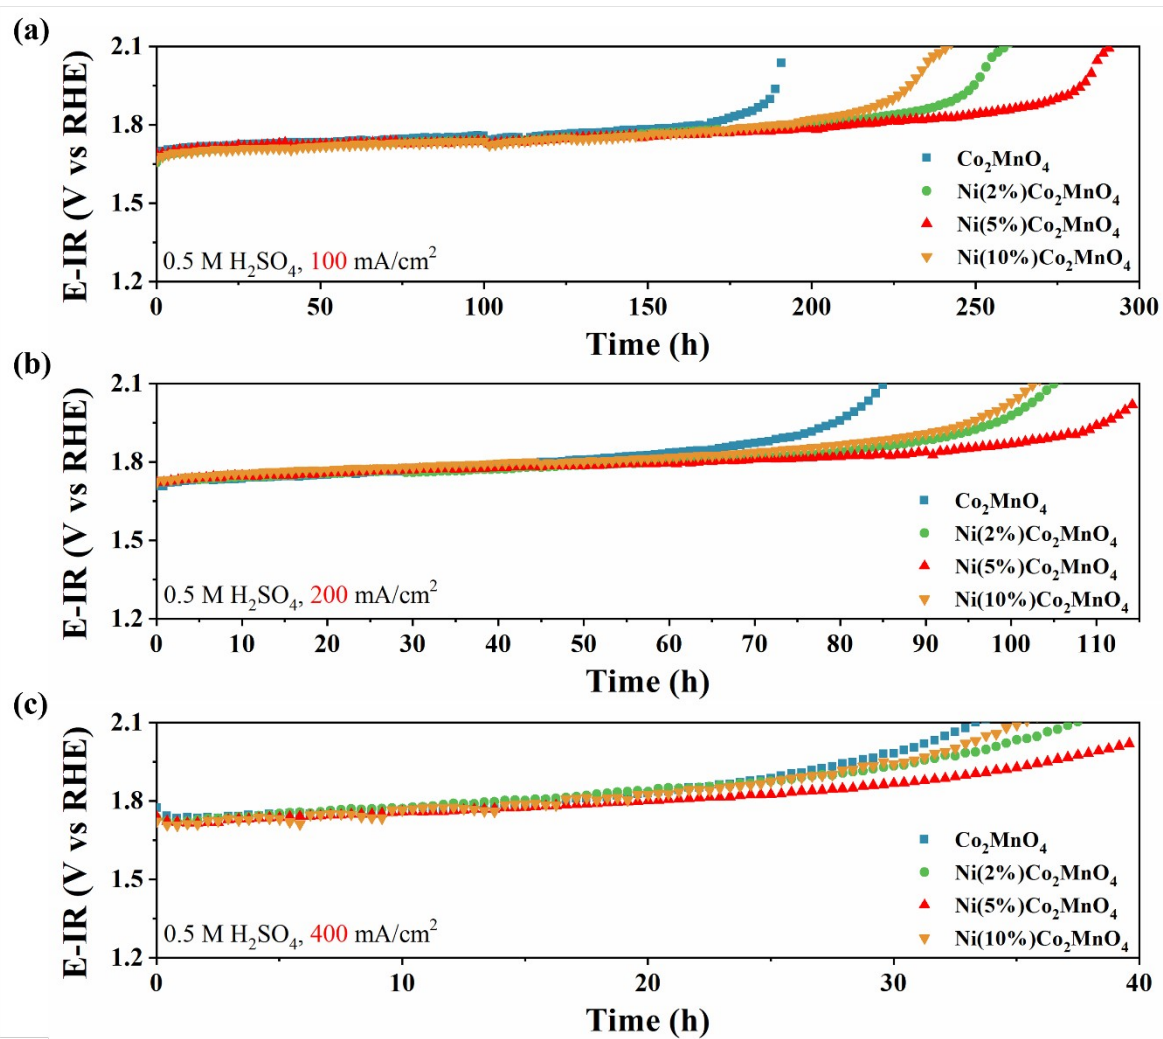 (a)
E-IR (V vs RHE)
2.1
1.8
1.5
1.2
Co₂MnO₄
Ni(2%)Co₂MnO₄
Ni(5%)Co₂MnO₄
Ni(10%)Co₂MnO₄
0.5 M H₂SO₄, 100 mA/cm²
0 50 100 150 200 250 300
Time (h)
(b)
E-IR (V vs RHE)
2.1
1.8
1.5
1.2
Co₂MnO₄
Ni(2%)Co₂MnO₄
Ni(5%)Co₂MnO₄
Ni(10%)Co₂MnO₄
0.5 M H₂SO₄, 200 mA/cm²
0 10 20 30 40 50 60 70 80 90 100 110
Time (h)
(c)
E-IR (V vs RHE)
2.1
1.8
1.5
1.2
Co₂MnO₄
Ni(2%)Co₂MnO₄
Ni(5%)Co₂MnO₄
Ni(10%)Co₂MnO₄
0.5 M H₂SO₄, 400 mA/cm²
0 10 20 30 40
Time (h)